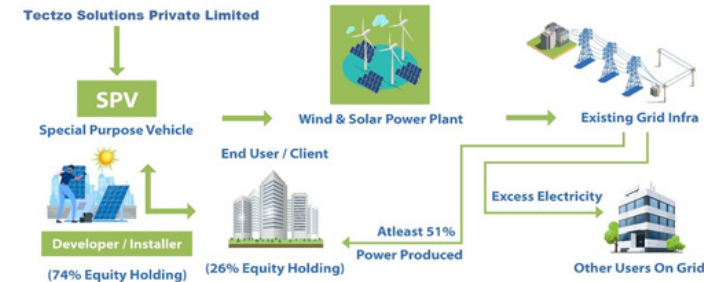 Tectzo Solutions Private Limited
SPV
Special Purpose Vehicle
Wind & Solar Power Plant
Existing Grid Infra
End User / Client
Developer / Installer
(74% Equity Holding)
(26% Equity Holding)
Atleast 51%
Power Produced
Excess Electricity
Other Users On Grid